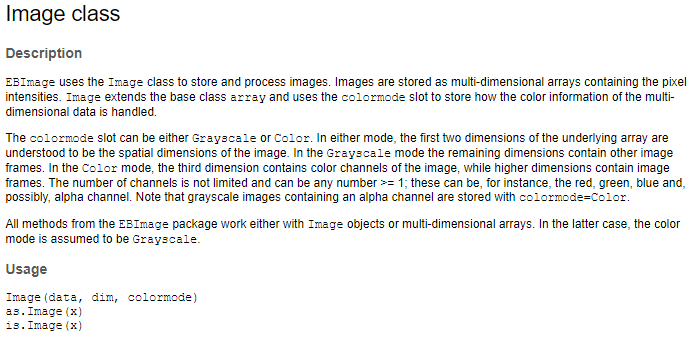 Image class
Description
EBImage uses the Image class to store and process images. Images are stored as multi-dimensional arrays containing the pixel
intensities. Image extends the base class array and uses the colormode slot to store how the color information of the multi-
dimensional data is handled.
The colormode slot can be either Grayscale or Color. In either mode, the first two dimensions of the underlying array are
understood to be the spatial dimensions of the image. In the Grayscale mode the remaining dimensions contain other image
frames. In the Color mode, the third dimension contains color channels of the image, while higher dimensions contain image
frames. The number of channels is not limited and can be any number >= 1; these can be, for instance, the red, green, blue and,
possibly, alpha channel. Note that grayscale images containing an alpha channel are stored with colormode=Color.
All methods from the EBImage package work either with Image objects or multi-dimensional arrays. In the latter case, the color
mode is assumed to be Grayscale.
Usage
Image(data, dim, colormode)
as.Image(x)
is.Image(x)